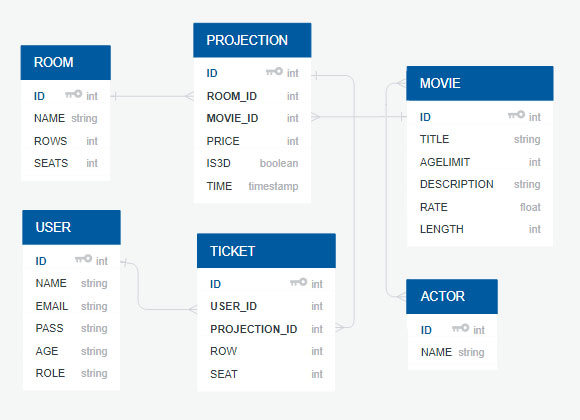 ROOM
ID int
NAME string
ROWS int
SEATS int
PROJECTION
ID int
ROOM_ID int
MOVIE_ID int
PRICE int
IS3D boolean
TIME timestamp
MOVIE
ID int
TITLE string
AGELIMIT int
DESCRIPTION string
RATE float
LENGTH int
USER
ID int
NAME string
EMAIL string
PASS string
AGE string
ROLE string
TICKET
ID int
USER_ID int
PROJECTION_ID int
ROW int
SEAT int
ACTOR
ID int
NAME string